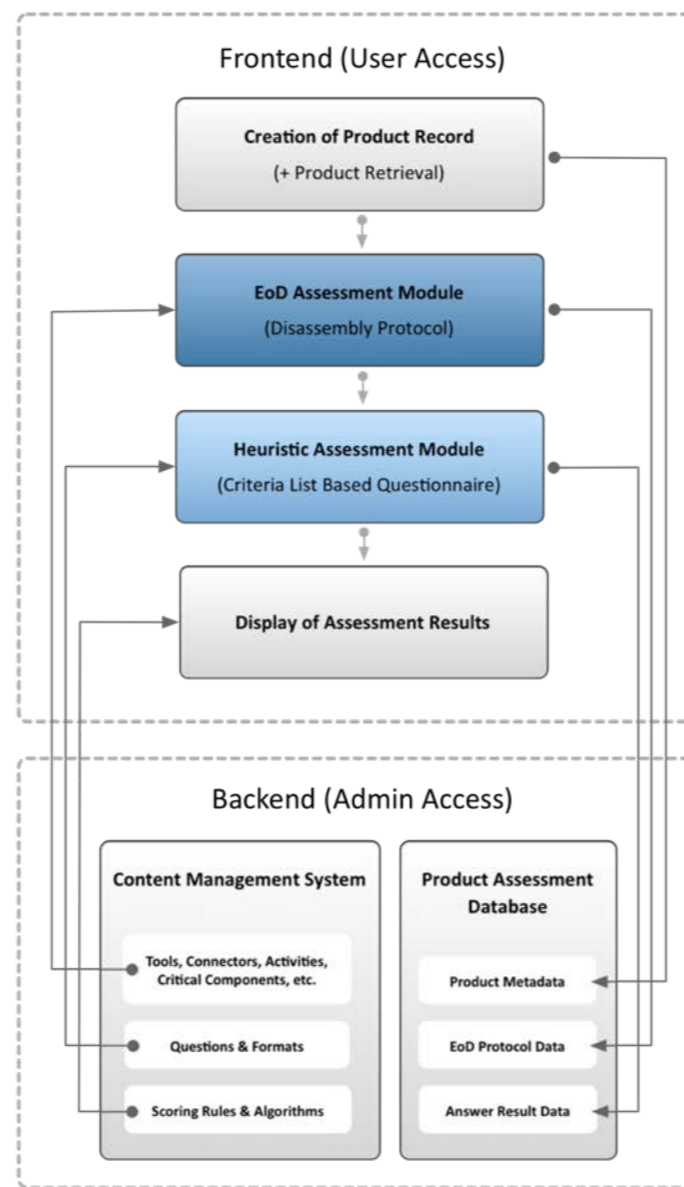 Frontend (User Access)
Creation of Product Record
(+ Product Retrieval)
EoD Assessment Module
(Disassembly Protocol)
Heuristic Assessment Module
(Criteria List Based Questionnaire)
Display of Assessment Results
Backend (Admin Access)
Content Management System
Tools, Connectors, Activities,
Critical Components, etc.
Questions & Formats
Scoring Rules & Algorithms
Product Assessment
Database
Product Metadata
EoD Protocol Data
Answer Result Data